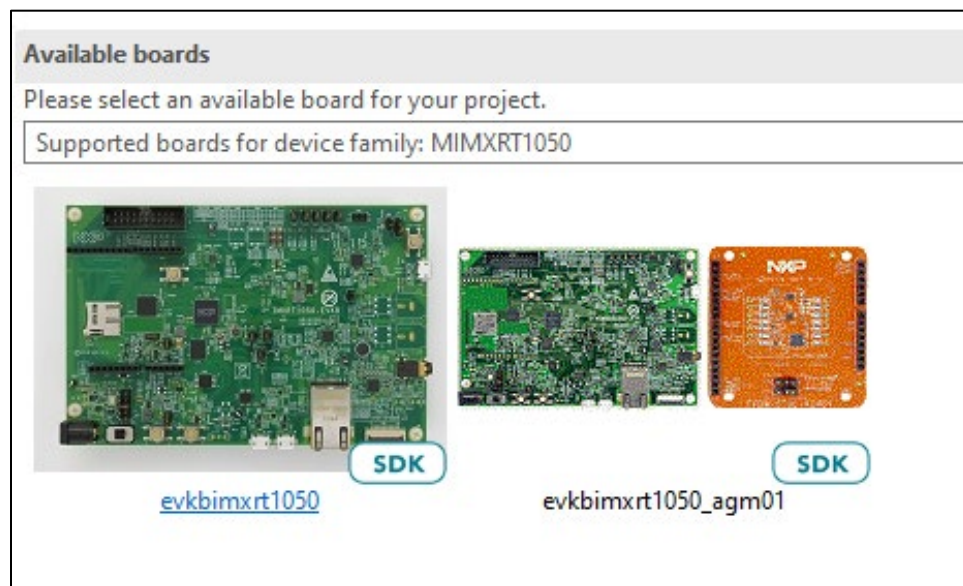 Available boards
Please select an available board for your project.
Supported boards for device family: MIMXRT1050
NXP
SDK
SDK
evkbimxrt1050
evkbimxrt1050_agm01